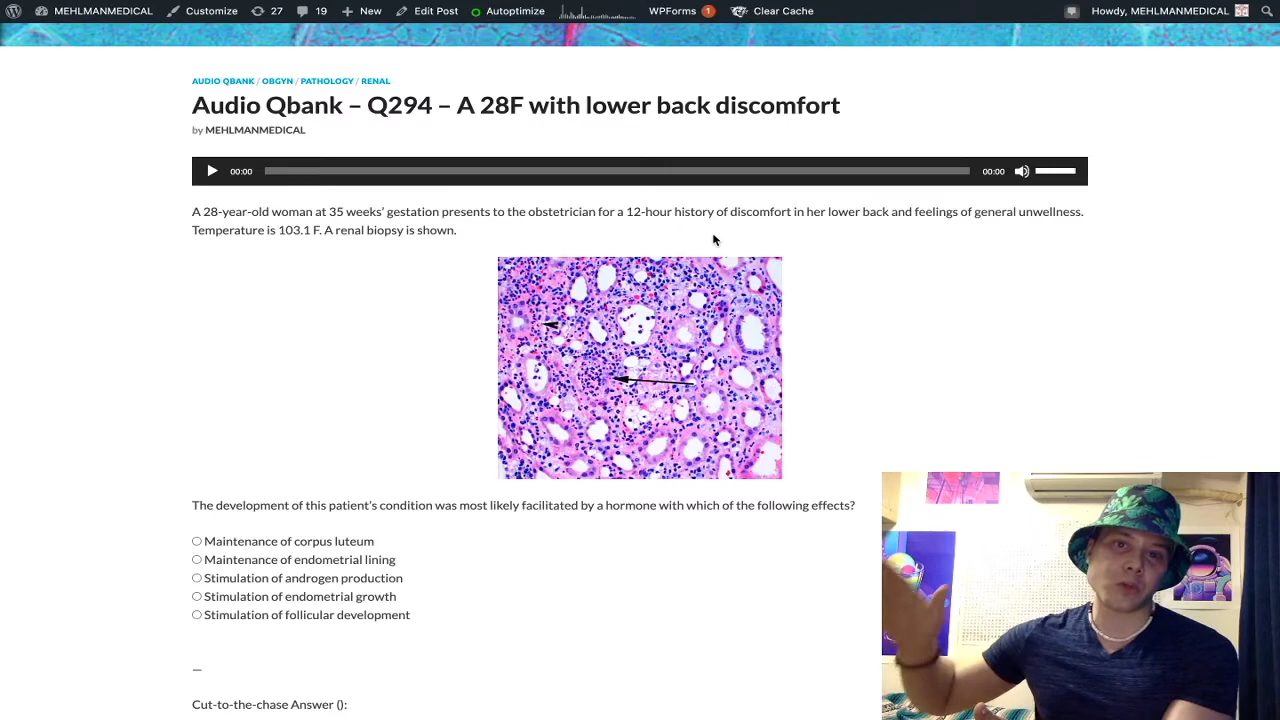 MEHLMANMEDICAL Customize 27 19 New Edit Post Autoptimize WPForms 1 Clear Cache Howdy, MEHLMANMEDICAL
AUDIO QBANK / OBGYN / PATHOLOGY / RENAL
Audio Qbank – Q294 – A 28F with lower back discomfort
by MEHLMANMEDICAL
00:00 00:00
A 28-year-old woman at 35 weeks’ gestation presents to the obstetrician for a 12-hour history of discomfort in her lower back and feelings of general unwellness.
Temperature is 103.1 F. A renal biopsy is shown.
The development of this patient’s condition was most likely facilitated by a hormone with which of the following effects?
Maintenance of corpus luteum
Maintenance of endometrial lining
Stimulation of androgen production
Stimulation of endometrial growth
Stimulation of follicular development
—
Cut-to-the-chase Answer ():